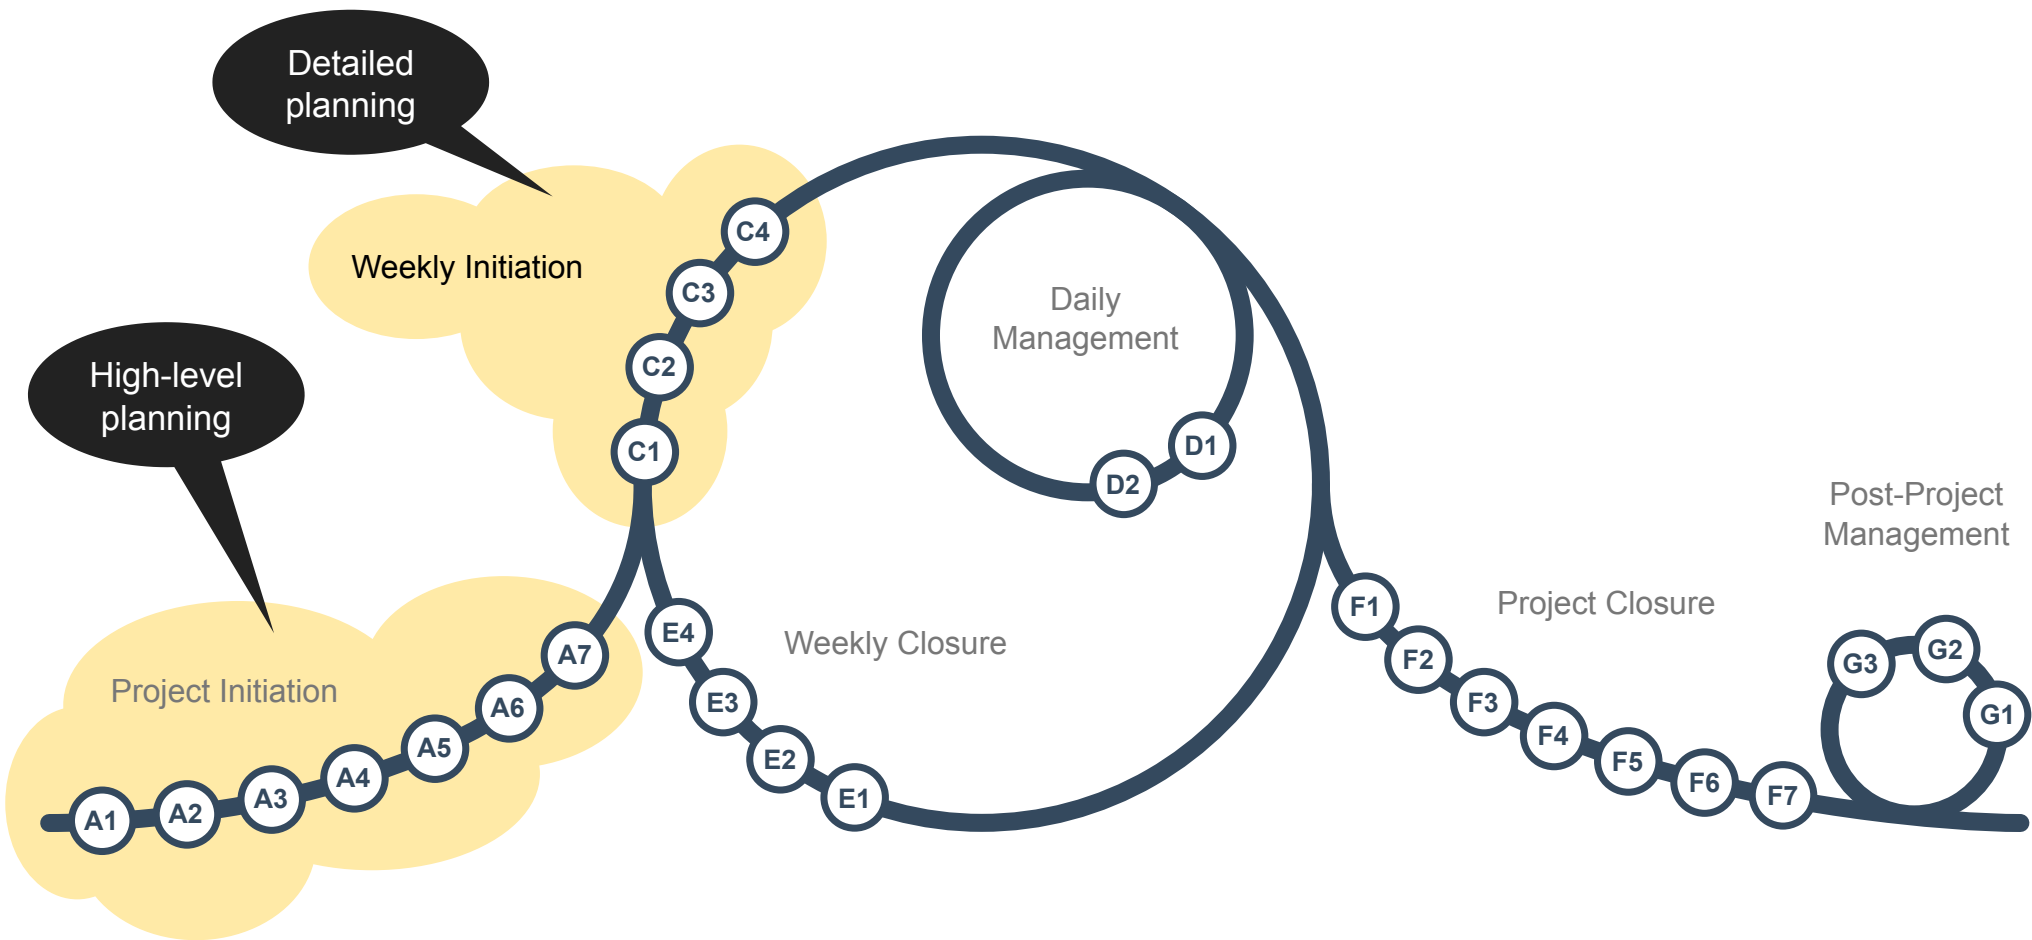 Detailed
planning
Weekly Initiation
High-level
planning
Project Initiation
A1
A2
A3
A4
A5
A6
A7
C1
C2
C3
C4
Daily
Management
D1
D2
Weekly Closure
E1
E2
E3
E4
Project Closure
F1
F2
F3
F4
F5
F6
F7
Post-Project
Management
G1
G2
G3